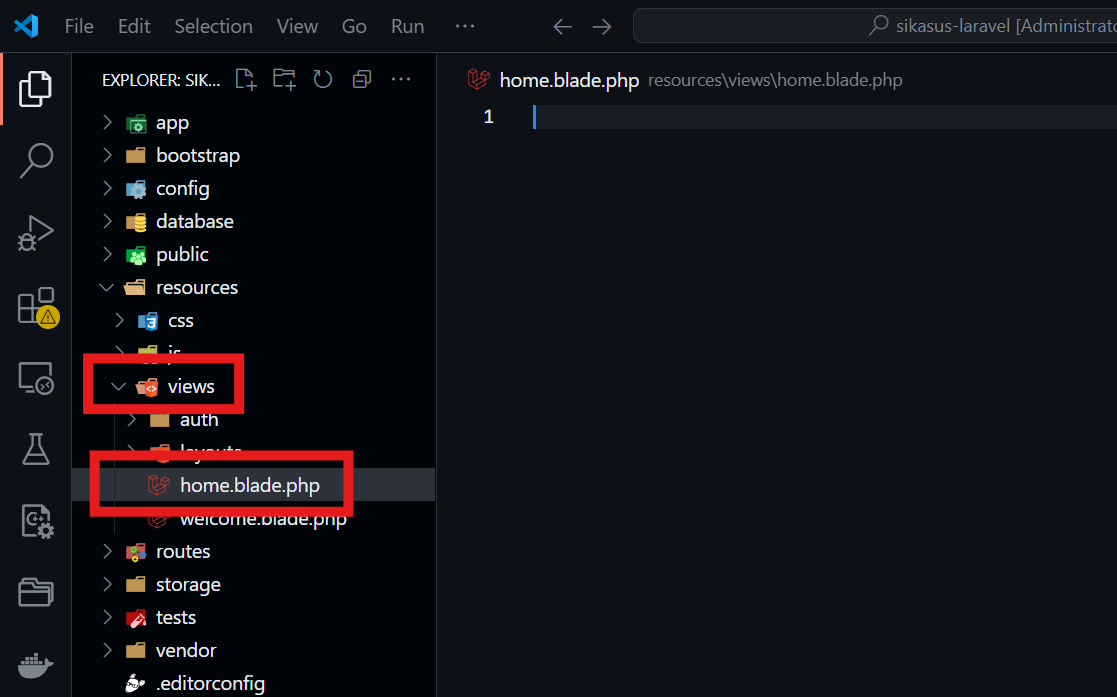 File Edit Selection View Go Run ··· sikasus-laravel [Administrato
EXPLORER: SIK... ···
home.blade.php resources\views\home.blade.php
1
app
bootstrap
config
database
public
resources
css
js
views
auth
layouts
home.blade.php
welcome.blade.php
routes
storage
tests
vendor
.editorconfig